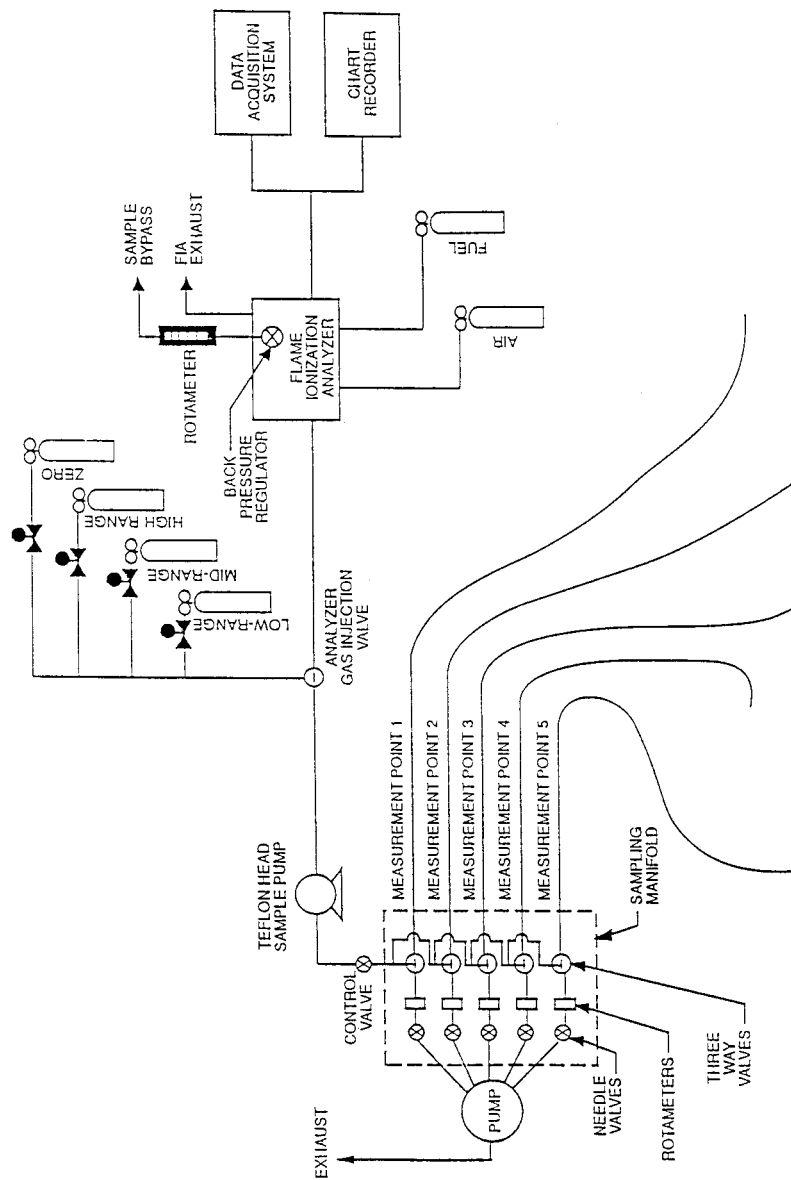 DATA
ACQUISITION
SYSTEM
CHART
RECORDER
SAMPLE
BYPASS
FIA
EXHAUST
ROTAMETER
FLAME
IONIZATION
ANALYZER
BACK
PRESSURE
REGULATOR
FUEL
AIR
ZERO
HIGH RANGE
MID-RANGE
LOW-RANGE
ANALYZER
GAS INJECTION
VALVE
TEFLON HEAD
SAMPLE PUMP
CONTROL
VALVE
MEASUREMENT POINT 1
MEASUREMENT POINT 2
MEASUREMENT POINT 3
MEASUREMENT POINT 4
MEASUREMENT POINT 5
SAMPLING
MANIFOLD
THREE
WAY
VALVES
ROTAMETERS
NEEDLE
VALVES
PUMP
EXHAUST